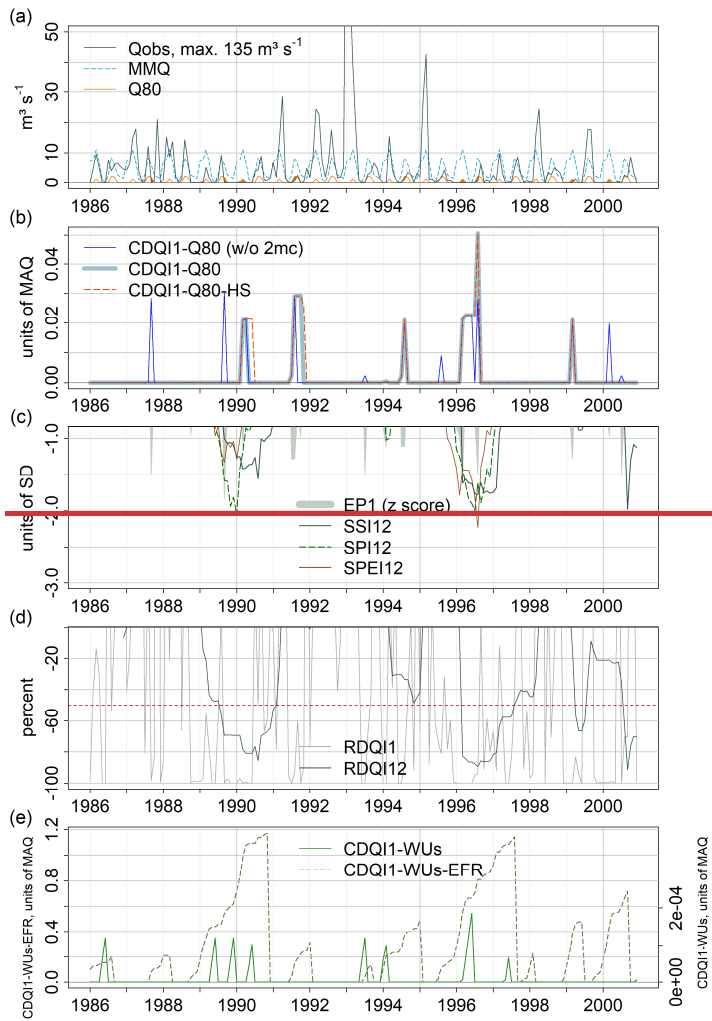 (a)
50
30
10
0
m³ s⁻¹
Qobs, max. 135 m³ s⁻¹
MMQ
Q80
1986 1988 1990 1992 1994 1996 1998 2000
(b)
0.04
0.02
0.00
units of MAQ
CDQI1-Q80 (w/o 2mc)
CDQI1-Q80
CDQI1-Q80-HS
1986 1988 1990 1992 1994 1996 1998 2000
(c)
-1.0
-2.0
-3.0
units of SD
EP1 (z score)
SSI12
SPI12
SPEI12
1986 1988 1990 1992 1994 1996 1998 2000
(d)
-20
-60
-100
percent
RDQI1
RDQI12
1986 1988 1990 1992 1994 1996 1998 2000
(e)
1.2
0.8
0.4
0.0
CDQI1-WUs-EFR, units of MAQ
CDQI1-WUs
CDQI1-WUs-EFR
2e-04
0e+00
CDQI1-WUs, units of MAQ
1986 1988 1990 1992 1994 1996 1998 2000